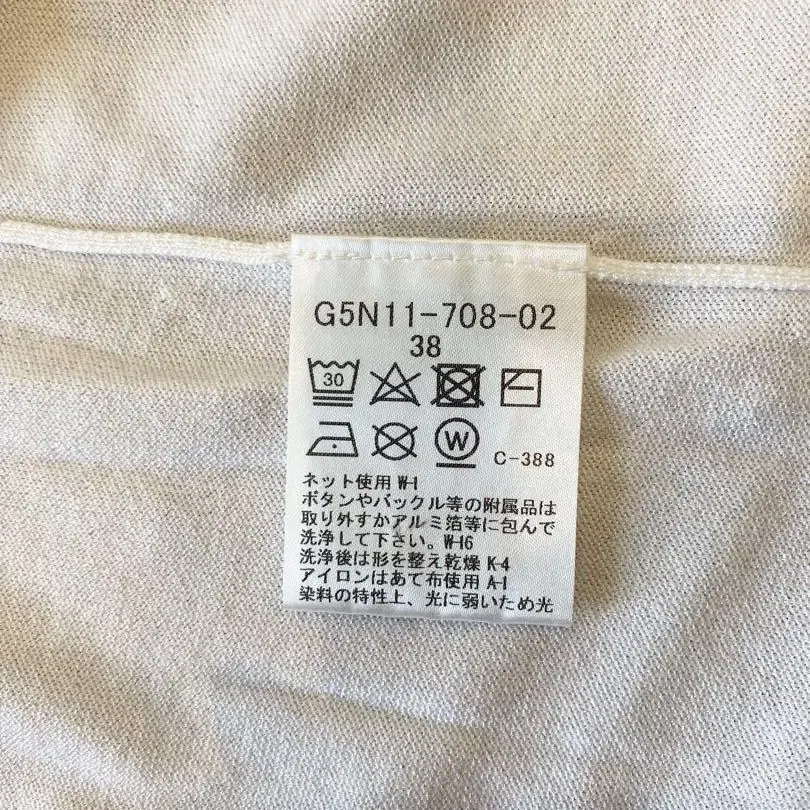 G5N11-708-02
38
30
W
C-388
ネット使用 W-1
ボタンやバックル等の附属品は
取り外すかアルミ箔等に包んで
洗浄して下さい。W-16
洗浄後は形を整え乾燥 K-4
アイロンはあて布使用 A-1
染料の特性上、光に弱いため光